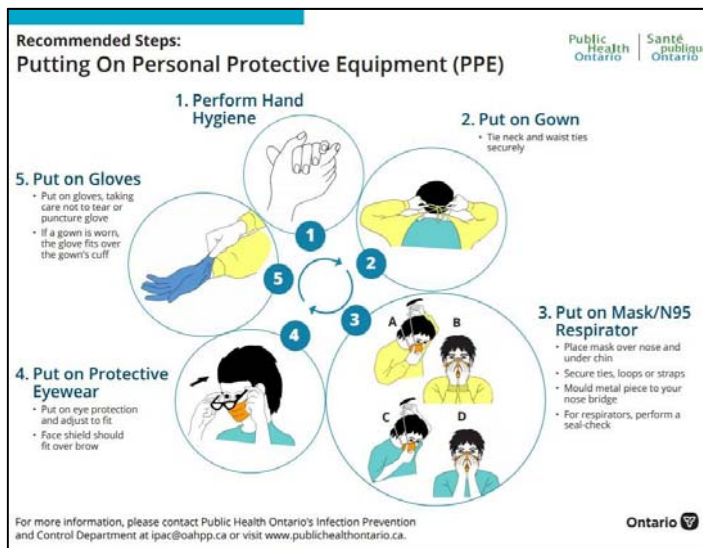 Recommended Steps:
Putting On Personal Protective Equipment (PPE)
Public
Health
Ontario
Santé
publique
Ontario
1. Perform Hand
Hygiene
2. Put on Gown
• Tie neck and waist ties
securely
5. Put on Gloves
• Put on gloves, taking
care not to tear or
puncture glove
• If a gown is worn,
the glove fits over
the gown's cuff
1
2
5
4
3
A
B
C
D
3. Put on Mask/N95
Respirator
• Place mask over nose and
under chin
• Secure ties, loops or straps
• Mould metal piece to your
nose bridge
• For respirators, perform a
seal-check
4. Put on Protective
Eyewear
• Put on eye protection
and adjust to fit
• Face shield should
fit over brow
For more information, please contact Public Health Ontario's Infection Prevention
and Control Department at ipac@oahpp.ca or visit www.publichealthontario.ca.
Ontario